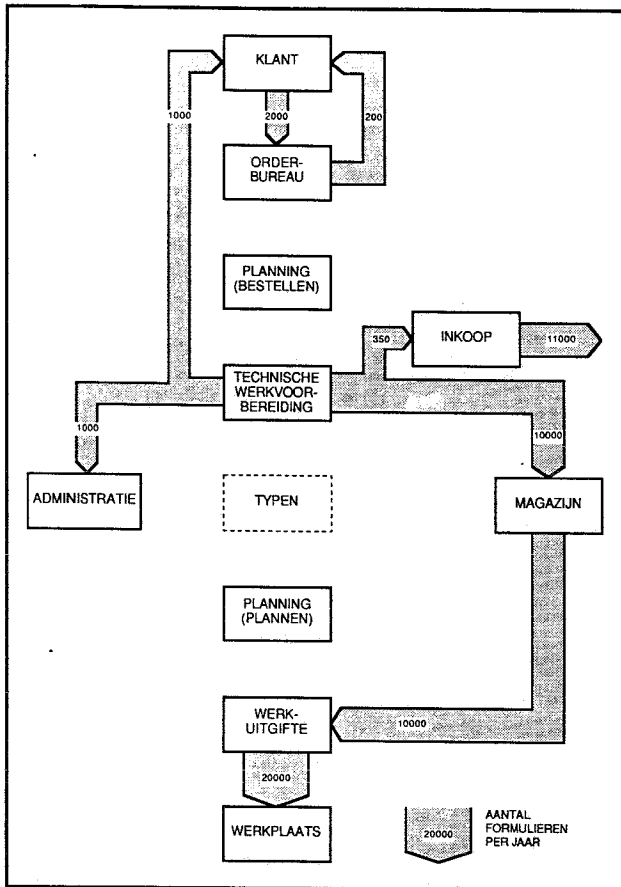 KLANT
1000
2000
200
ORDER-
BUREAU
PLANNING
(BESTELLEN)
350
INKOOP
11000
TECHNISCHE
WERKVOOR-
BEREIDING
1000
10000
ADMINISTRATIE
TYPEN
MAGAZIJN
PLANNING
(PLANNEN)
WERK-
UITGIFTE
10000
20000
WERKPLAATS
20000
AANTAL
FORMULIEREN
PER JAAR